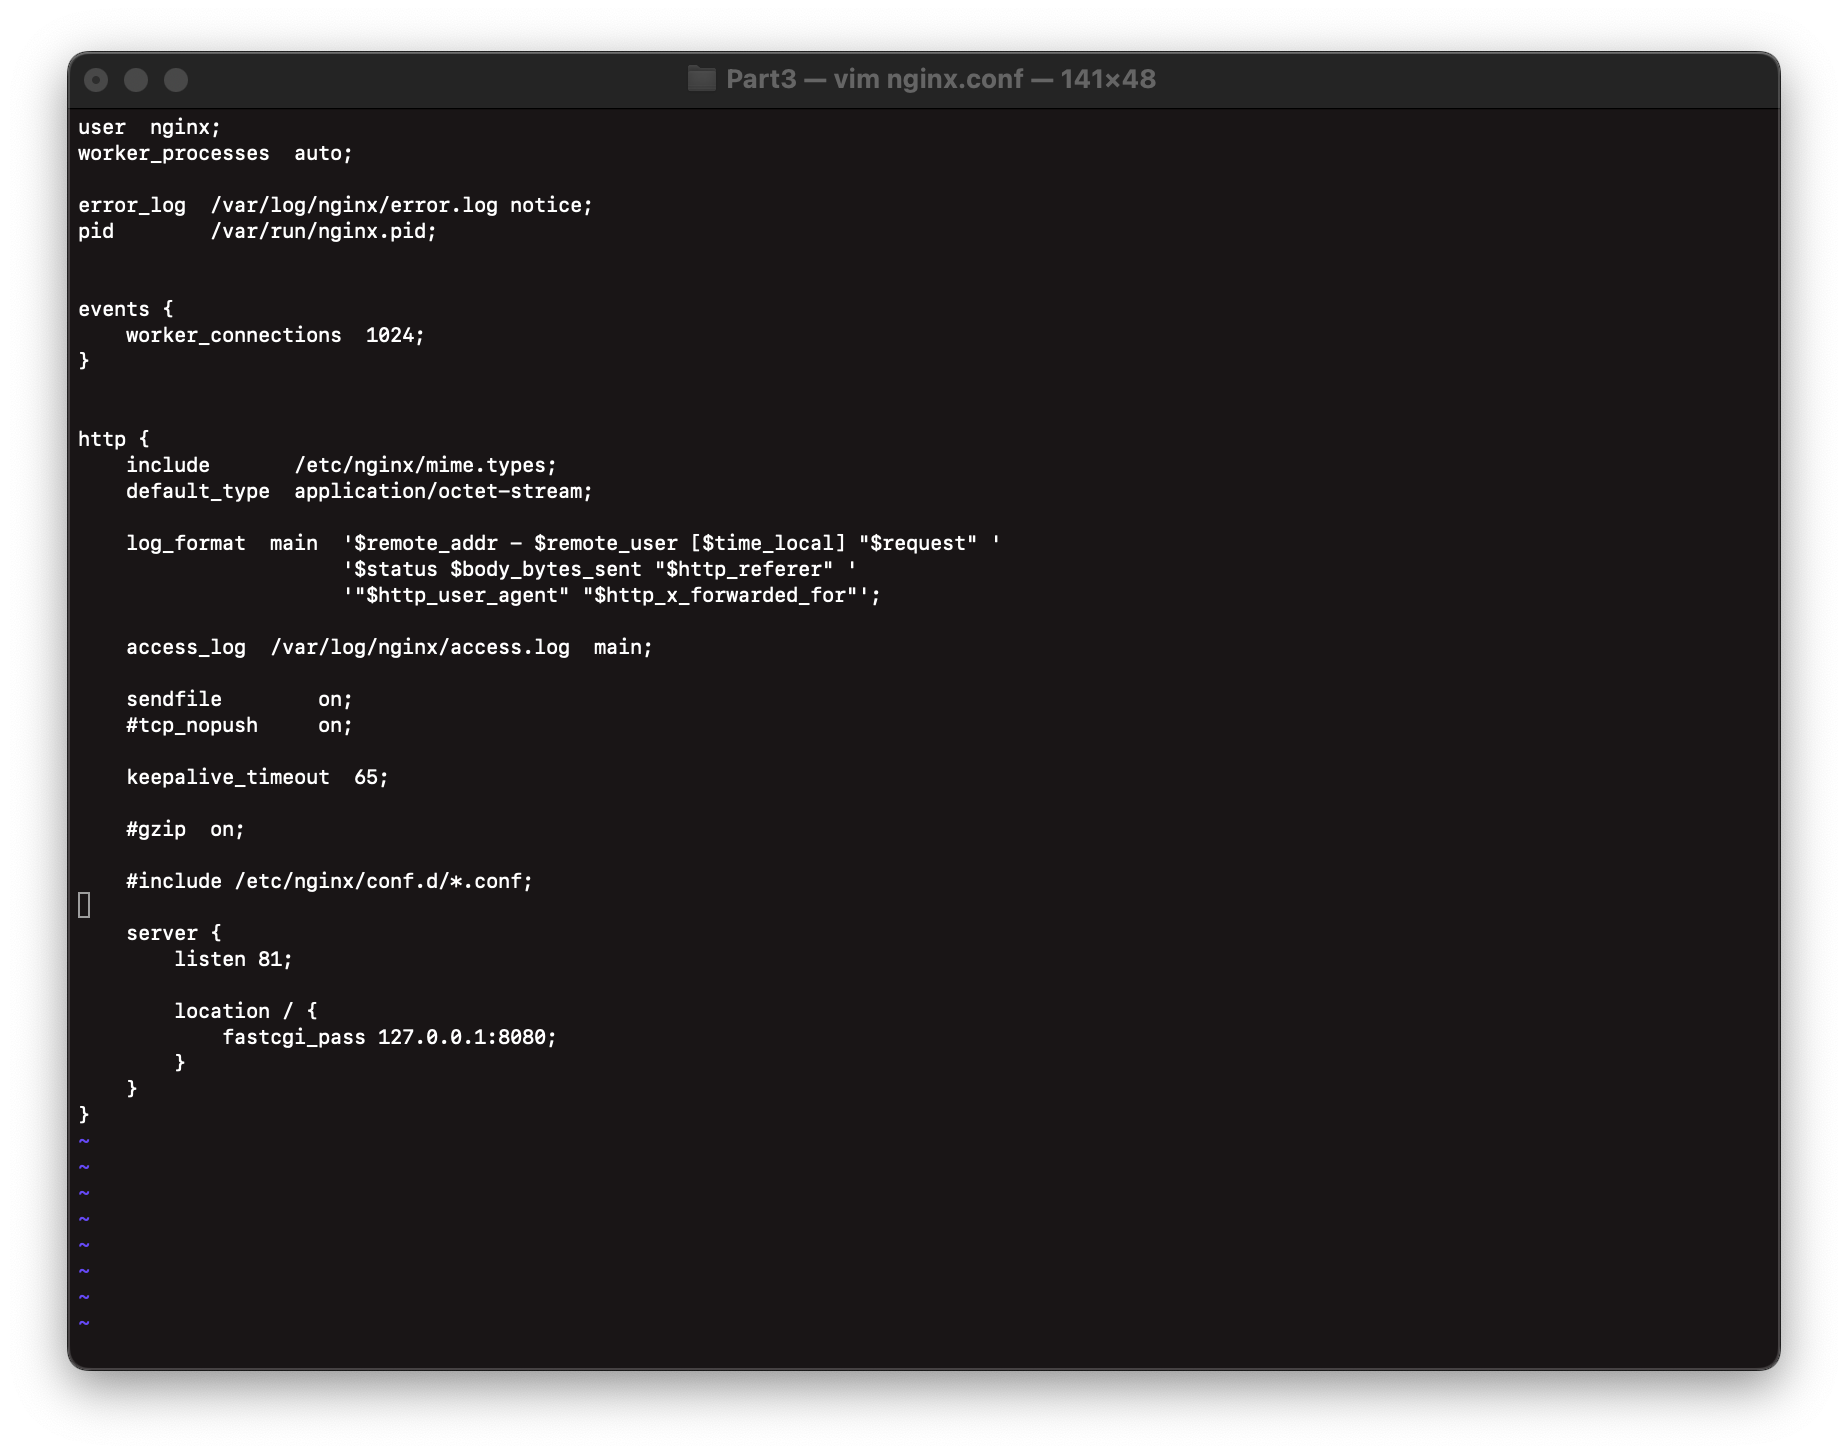 Part3 — vim nginx.conf — 141×48
user  nginx;
worker_processes  auto;
error_log  /var/log/nginx/error.log notice;
pid        /var/run/nginx.pid;
events {
    worker_connections  1024;
}
http {
    include       /etc/nginx/mime.types;
    default_type  application/octet-stream;
    log_format  main  '$remote_addr - $remote_user [$time_local] "$request" '
                      '$status $body_bytes_sent "$http_referer" '
                      '"$http_user_agent" "$http_x_forwarded_for"';
    access_log  /var/log/nginx/access.log  main;
    sendfile        on;
    #tcp_nopush     on;
    keepalive_timeout  65;
    #gzip  on;
    #include /etc/nginx/conf.d/*.conf;
    server {
        listen 81;
        location / {
            fastcgi_pass 127.0.0.1:8080;
        }
    }
}
~
~
~
~
~
~
~
~